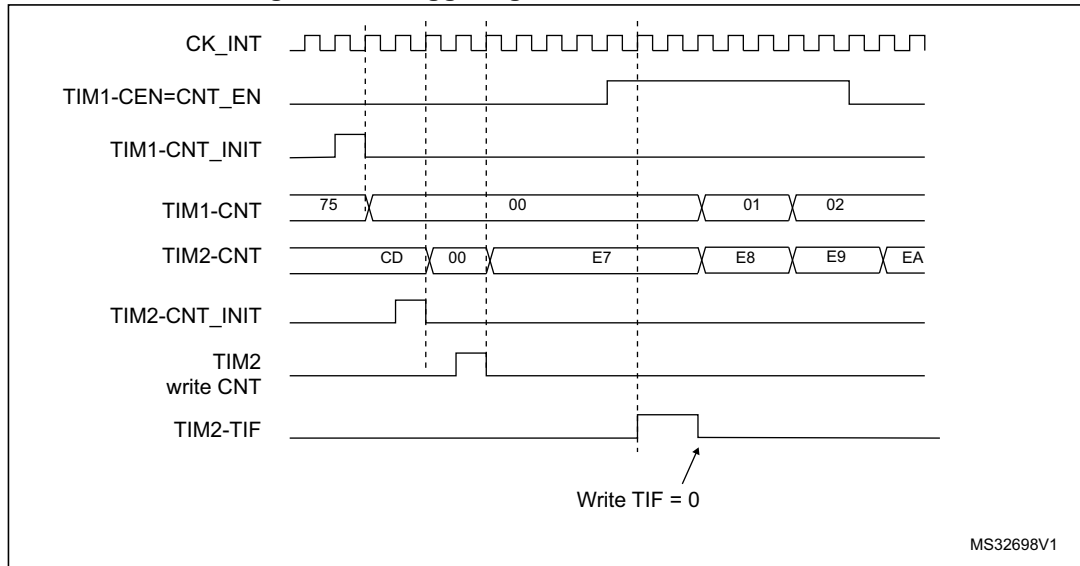 CK_INT
TIM1-CEN=CNT_EN
TIM1-CNT_INIT
TIM1-CNT 75 00 01 02
TIM2-CNT CD 00 E7 E8 E9 EA
TIM2-CNT_INIT
TIM2
write CNT
TIM2-TIF
Write TIF = 0
MS32698V1